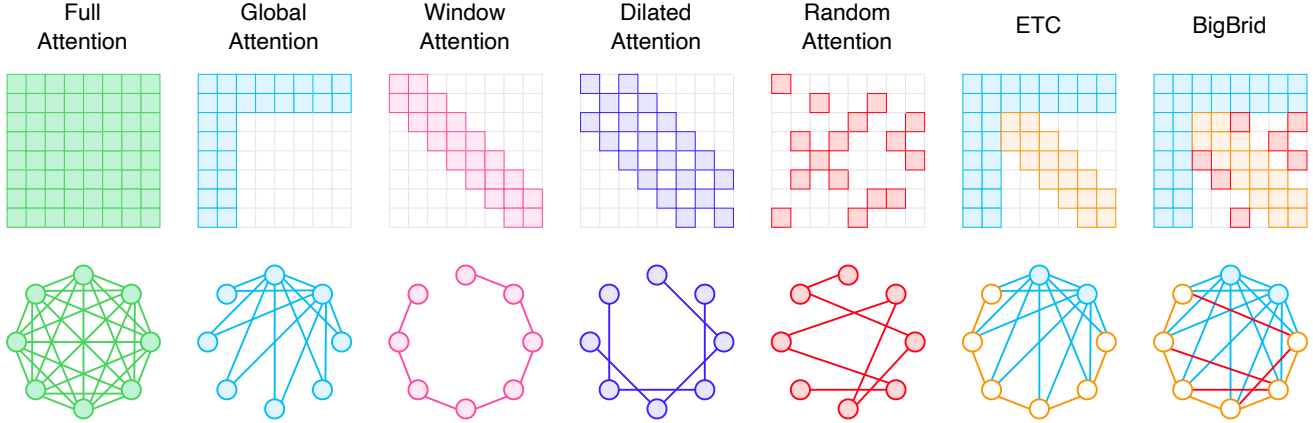 Full
Attention
Global
Attention
Window
Attention
Dilated
Attention
Random
Attention
ETC
BigBrid